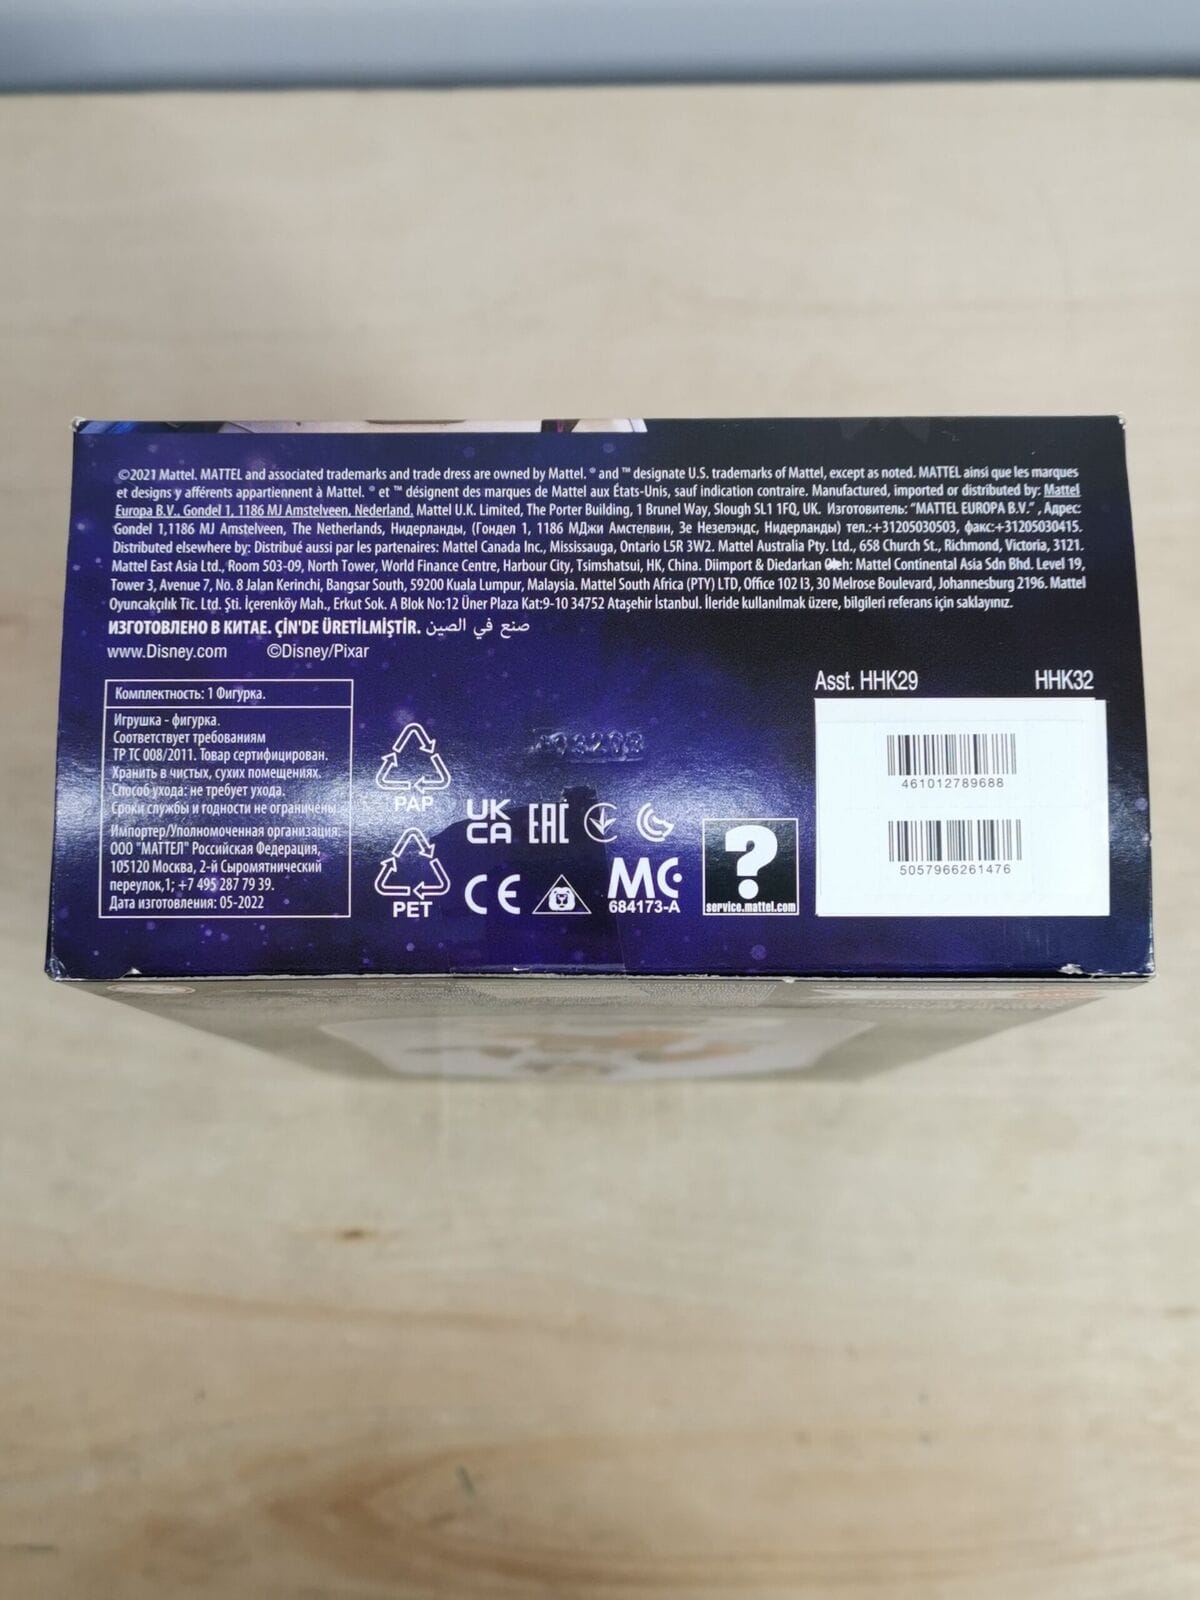 ©2021 Mattel. MATTEL and associated trademarks and trade dress are owned by Mattel. ® and ™ designate U.S. trademarks of Mattel, except as noted. MATTEL ainsi que les marques
et designs y afférents appartiennent à Mattel. ® et ™ désignent des marques de Mattel aux États-Unis, sauf indication contraire. Manufactured, imported or distributed by: Mattel
Europa B.V., Gondel 1, 1186 MJ Amstelveen, Nederland. Mattel U.K. Limited, The Porter Building, 1 Brunel Way, Slough SL1 1FQ, UK. Изготовитель: "MATTEL EUROPA B.V.", Адрес:
Gondel 1,1186 MJ Amstelveen, The Netherlands, Нидерланды, (Гондел 1, 1186 МДжи Амстелвин, Зе Незелэндс, Нидерланды) тел.:+31205030503, факс:+31205030415.
Distributed elsewhere by: Distribué aussi par les partenaires: Mattel Canada Inc., Mississauga, Ontario L5R 3W2. Mattel Australia Pty. Ltd., 658 Church St., Richmond, Victoria, 3121.
Mattel East Asia Ltd., Room 503-09, North Tower, World Finance Centre, Harbour City, Tsimshatsui, HK, China. Diimport & Diedarkan Oleh: Mattel Continental Asia Sdn Bhd. Level 19,
Tower 3, Avenue 7, No. 8 Jalan Kerinchi, Bangsar South, 59200 Kuala Lumpur, Malaysia. Mattel South Africa (PTY) LTD, Office 102 I3, 30 Melrose Boulevard, Johannesburg 2196. Mattel
Oyuncakçılık Tic. Ltd. Şti. İçerenköy Mah., Erkut Sok. A Blok No:12 Üner Plaza Kat:9-10 34752 Ataşehir İstanbul. İleride kullanılmak üzere, bilgileri referans için saklayınız.
ИЗГОТОВЛЕНО В КИТАЕ. ÇİN'DE ÜRETİLMİŞTİR. صنع في الصين
www.Disney.com ©Disney/Pixar
Asst. HHK29 HHK32
Комплектность: 1 Фигурка.
Игрушка - фигурка.
Соответствует требованиям
ТР ТС 008/2011. Товар сертифицирован.
Хранить в чистых, сухих помещениях.
Способ ухода: не требует ухода.
Сроки службы и годности не ограничены.
Импортер/Уполномоченная организация:
ООО "МАТТЕЛ" Российская Федерация,
105120 Москва, 2-й Сыромятнический
переулок,1; +7 495 287 79 39.
Дата изготовления: 05-2022
PAP
PET
UK
CA
EAC
CE
MC
684173-A
?
service.mattel.com
461012789688
5057966261476